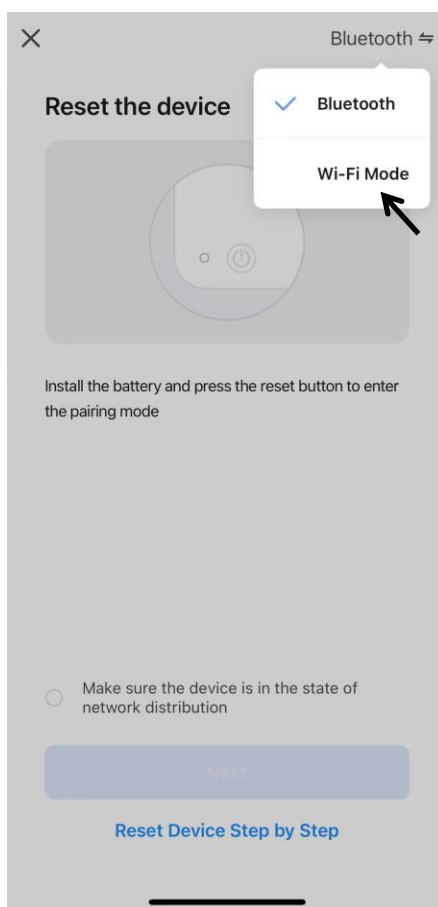 Bluetooth
Reset the device
Bluetooth
Wi-Fi Mode
Install the battery and press the reset button to enter
the pairing mode
Make sure the device is in the state of
network distribution
Next
Reset Device Step by Step